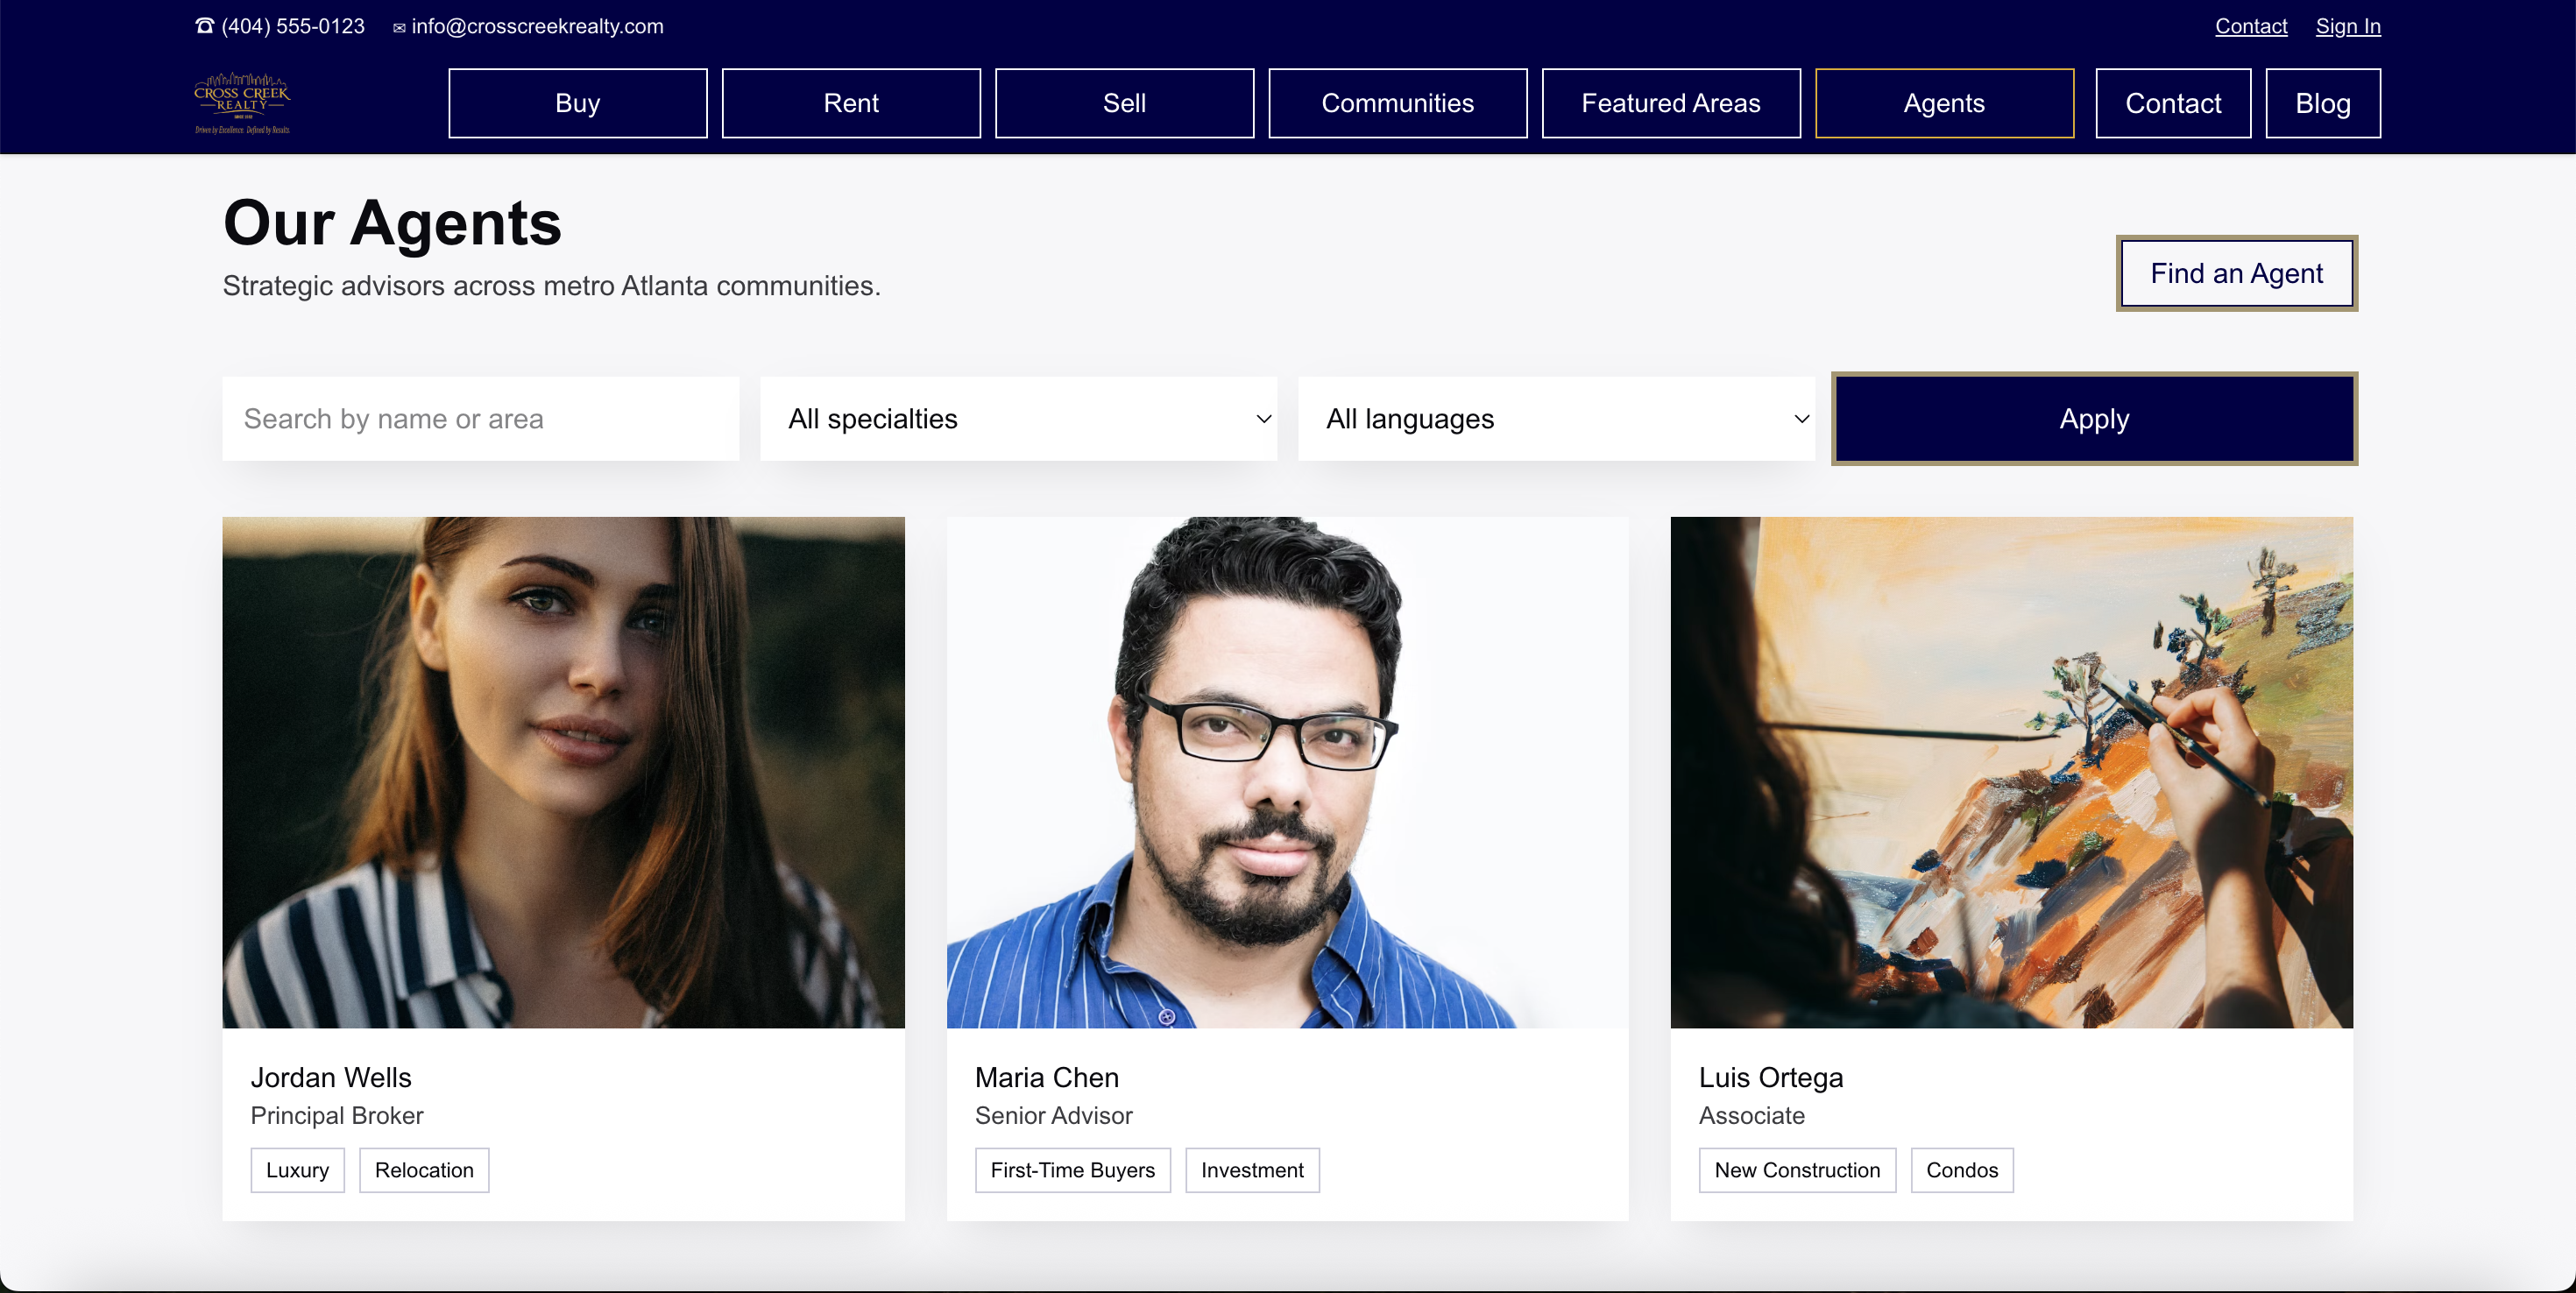 ☎ (404) 555-0123 ✉ info@crosscreekrealty.com Contact Sign In
CROSS CREEK
REALTY
SINCE
Driven by Excellence. Defined by Results.
Buy Rent Sell Communities Featured Areas Agents Contact Blog
Our Agents
Strategic advisors across metro Atlanta communities.
Find an Agent
Search by name or area All specialties All languages Apply
Jordan Wells
Principal Broker
Luxury Relocation
Maria Chen
Senior Advisor
First-Time Buyers Investment
Luis Ortega
Associate
New Construction Condos